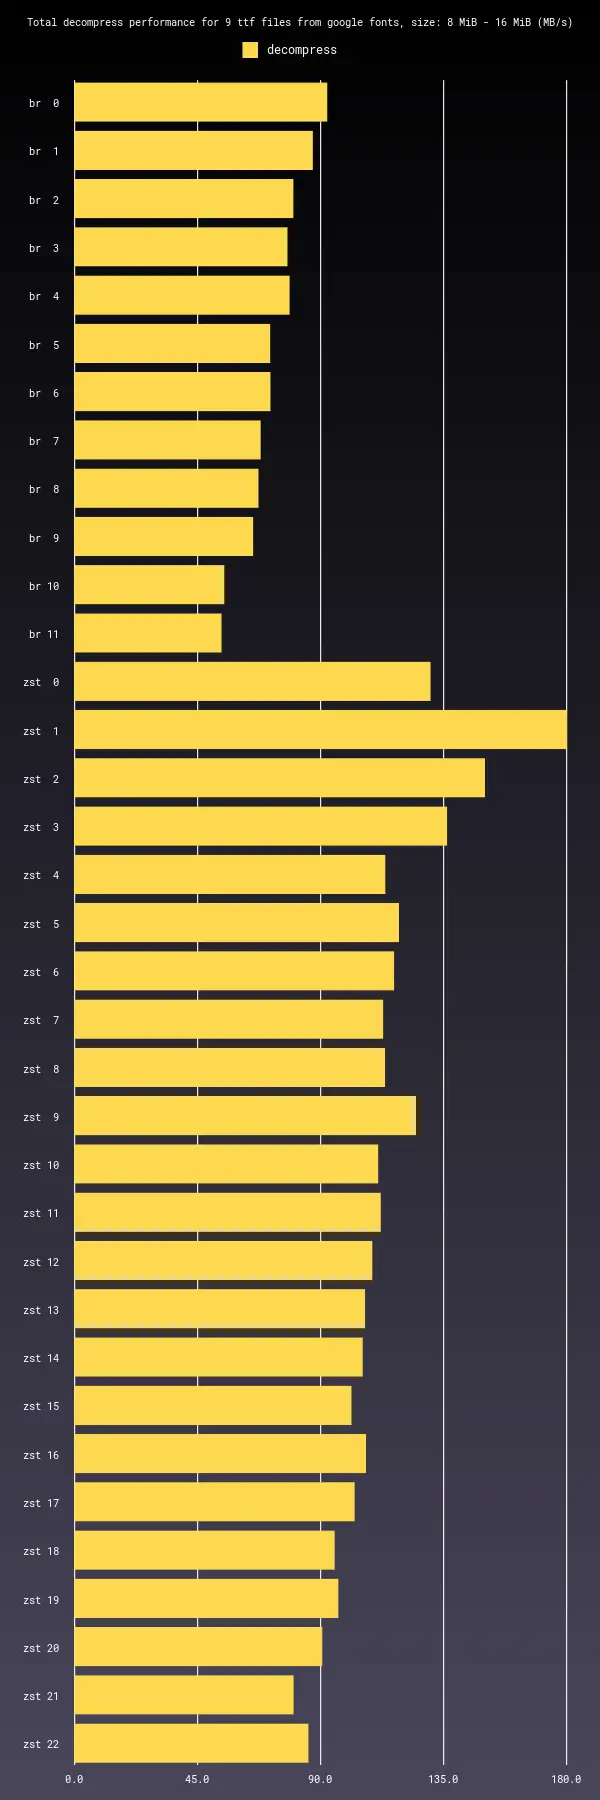 Total decompress performance for 9 ttf files from google fonts, size: 8 MiB - 16 MiB (MB/s)
decompress
br  0
br  1
br  2
br  3
br  4
br  5
br  6
br  7
br  8
br  9
br 10
br 11
zst  0
zst  1
zst  2
zst  3
zst  4
zst  5
zst  6
zst  7
zst  8
zst  9
zst 10
zst 11
zst 12
zst 13
zst 14
zst 15
zst 16
zst 17
zst 18
zst 19
zst 20
zst 21
zst 22
0.0 45.0 90.0 135.0 180.0